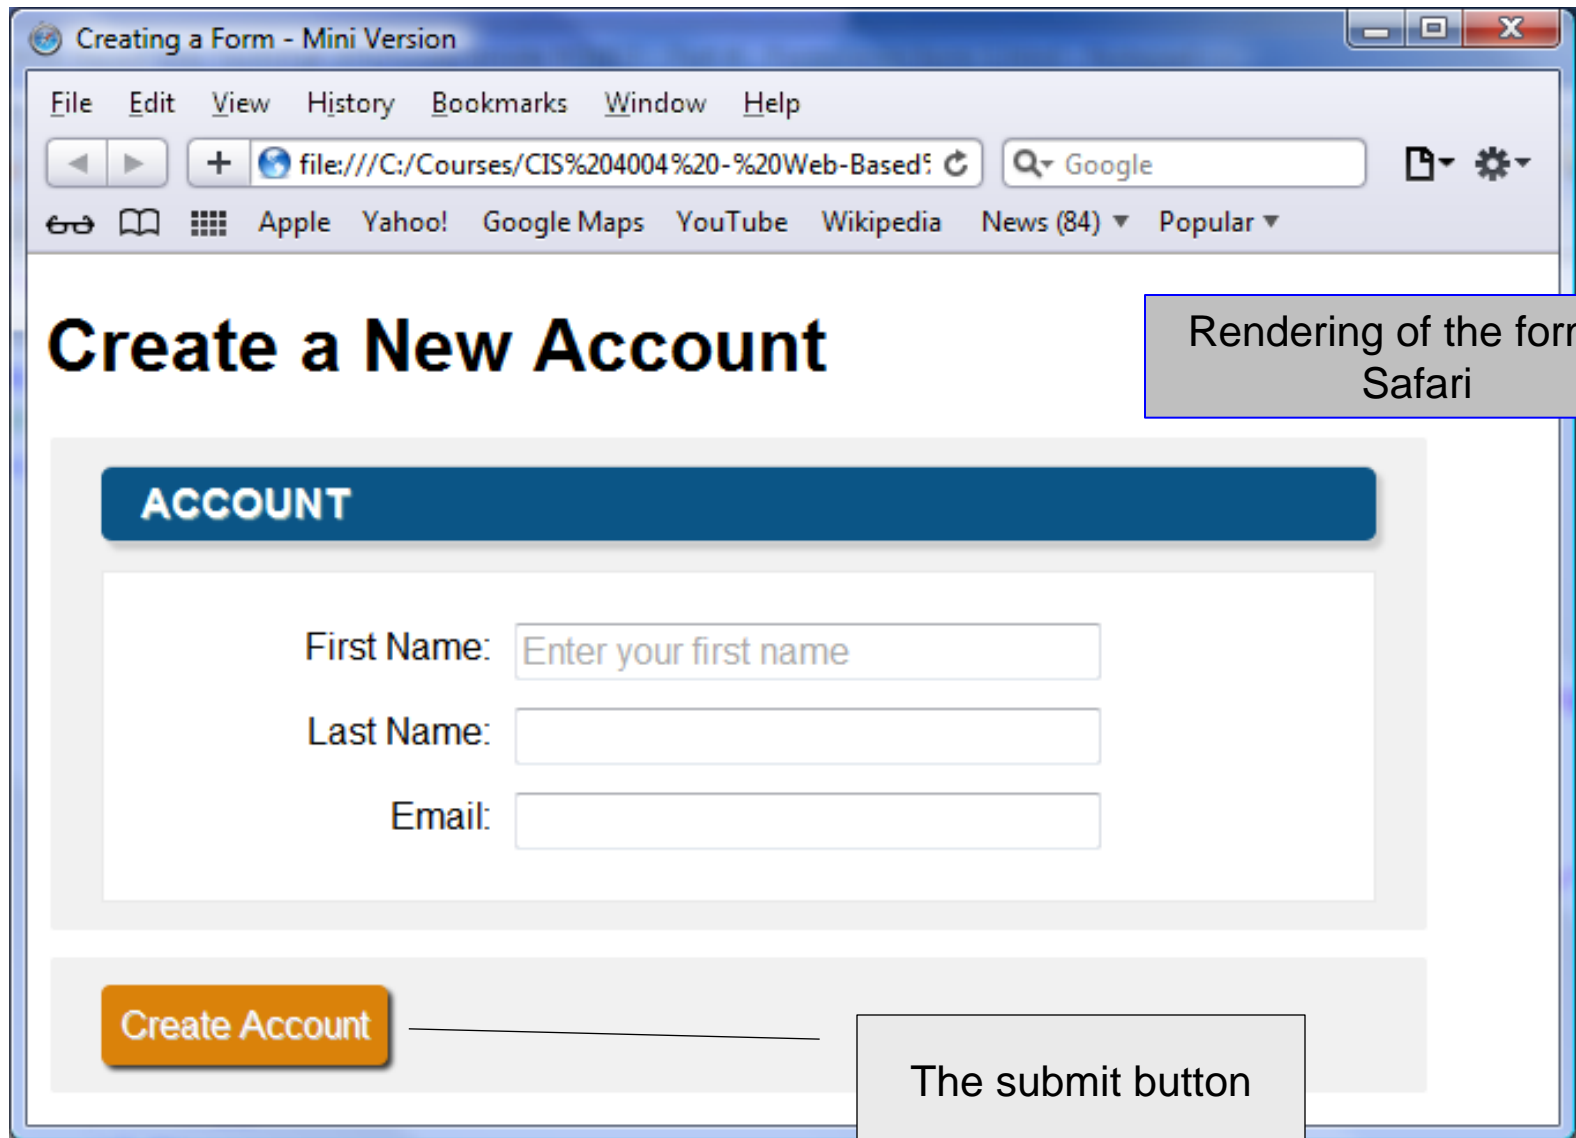 Creating a Form - Mini Version
X
File Edit View History Bookmarks Window Help
+ file:///C:/Courses/CIS%204004%20-%20Web-Based% Google
Apple Yahoo! Google Maps YouTube Wikipedia News (84) Popular
Create a New Account
Rendering of the for
Safari
ACCOUNT
First Name: Enter your first name
Last Name:
Email:
Create Account
The submit button